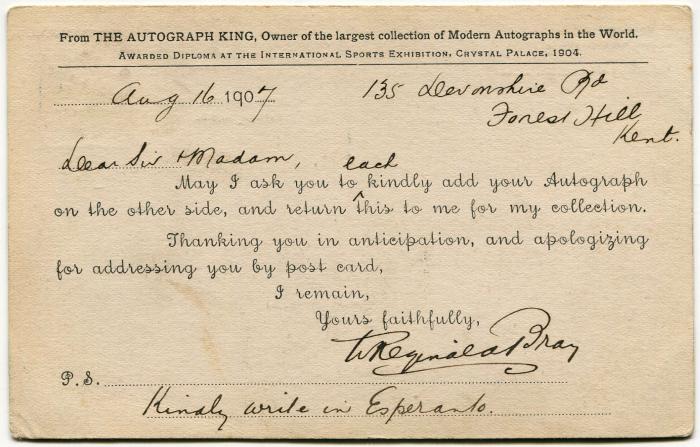 From THE AUTOGRAPH KING, Owner of the largest collection of Modern Autographs in the World.
AWARDED DIPLOMA AT THE INTERNATIONAL SPORTS EXHIBITION, CRYSTAL PALACE, 1904.
Aug 16 1907
135 Devonshire Rd
Forest Hill
Kent.
Dear Sir + Madam,
May I ask you to each kindly add your Autograph
on the other side, and return this to me for my collection.
Thanking you in anticipation, and apologizing
for addressing you by post card,
I remain,
Yours faithfully,
W Reginald Bray
P.S.
Kindly write in Esperanto.